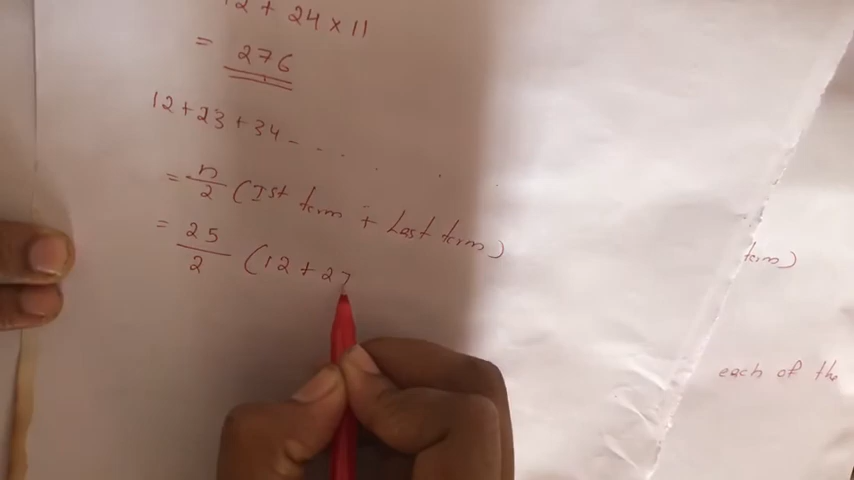 12 + 24 × 11
= 276
12 + 23 + 34 - - - . . .
= n/2 (Ist term + Last term)
= 25/2 (12 + 27
term)
each of the